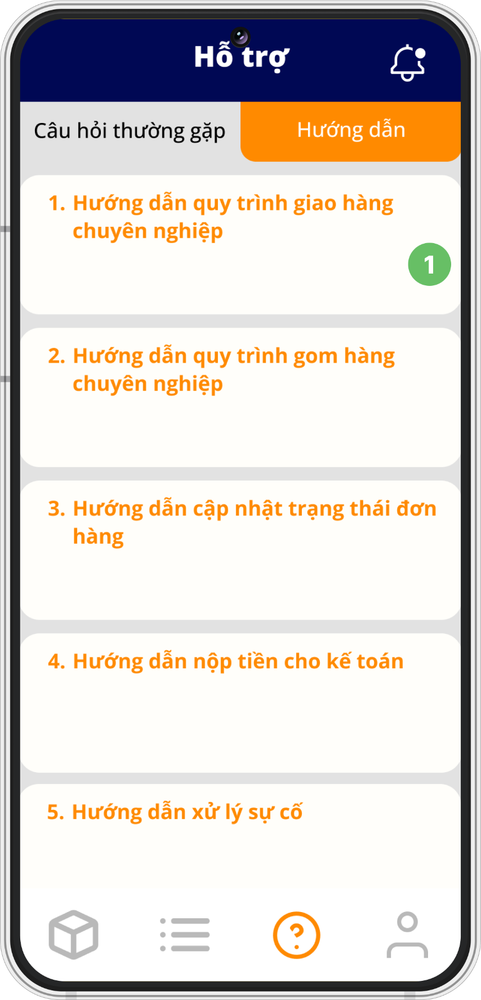 Hỗ trợ
Câu hỏi thường gặp
Hướng dẫn
1. Hướng dẫn quy trình giao hàng
chuyên nghiệp
1
2. Hướng dẫn quy trình gom hàng
chuyên nghiệp
3. Hướng dẫn cập nhật trạng thái đơn
hàng
4. Hướng dẫn nộp tiền cho kế toán
5. Hướng dẫn xử lý sự cố